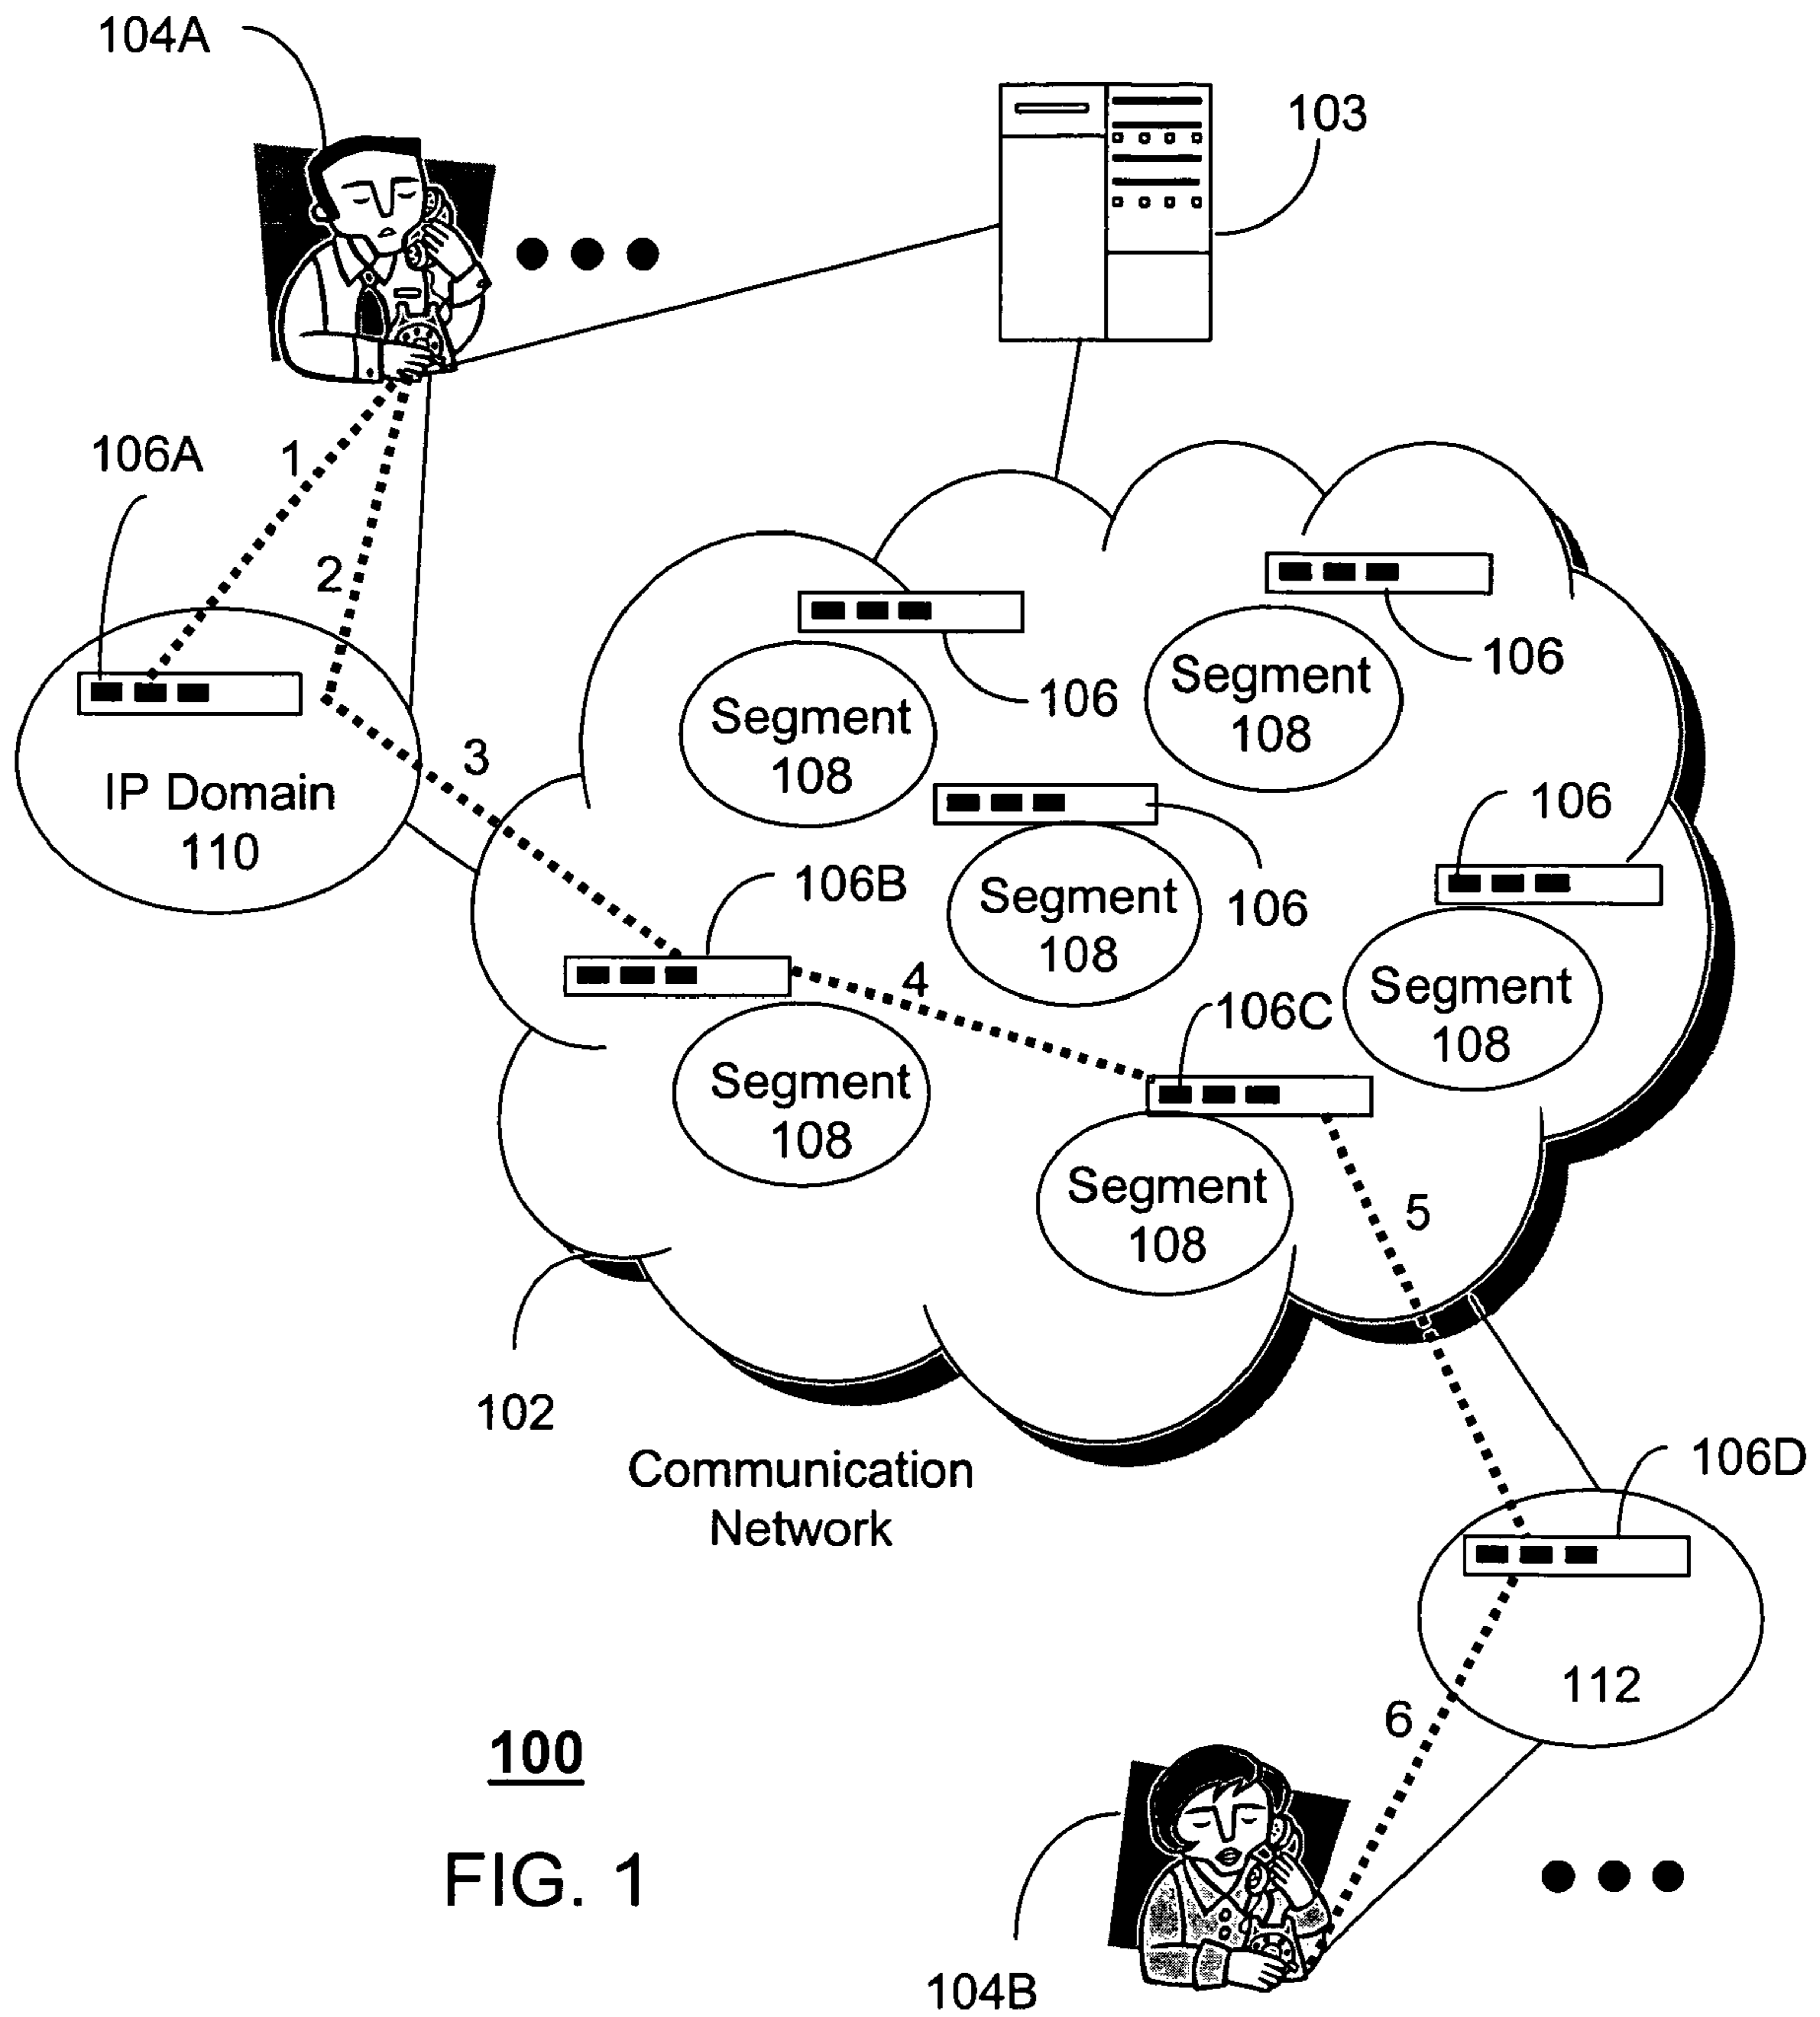 104A
103
1
106A
2
106
106
Segment
108
Segment
108
3
IP Domain
110
106
106B
Segment
108
106
4
106C
Segment
108
Segment
108
Segment
108
5
102
Communication
Network
106D
112
6
100
FIG. 1
104B